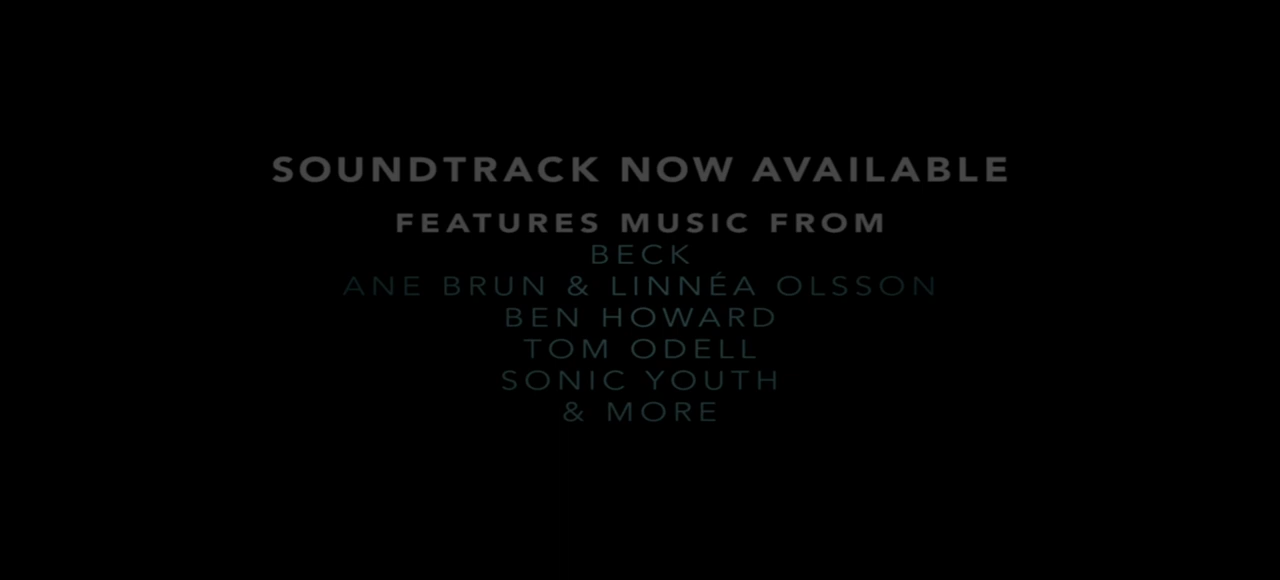 SOUNDTRACK NOW AVAILABLE
FEATURES MUSIC FROM
BECK
ANE BRUN & LINNÉA OLSSON
BEN HOWARD
TOM ODELL
SONIC YOUTH
& MORE